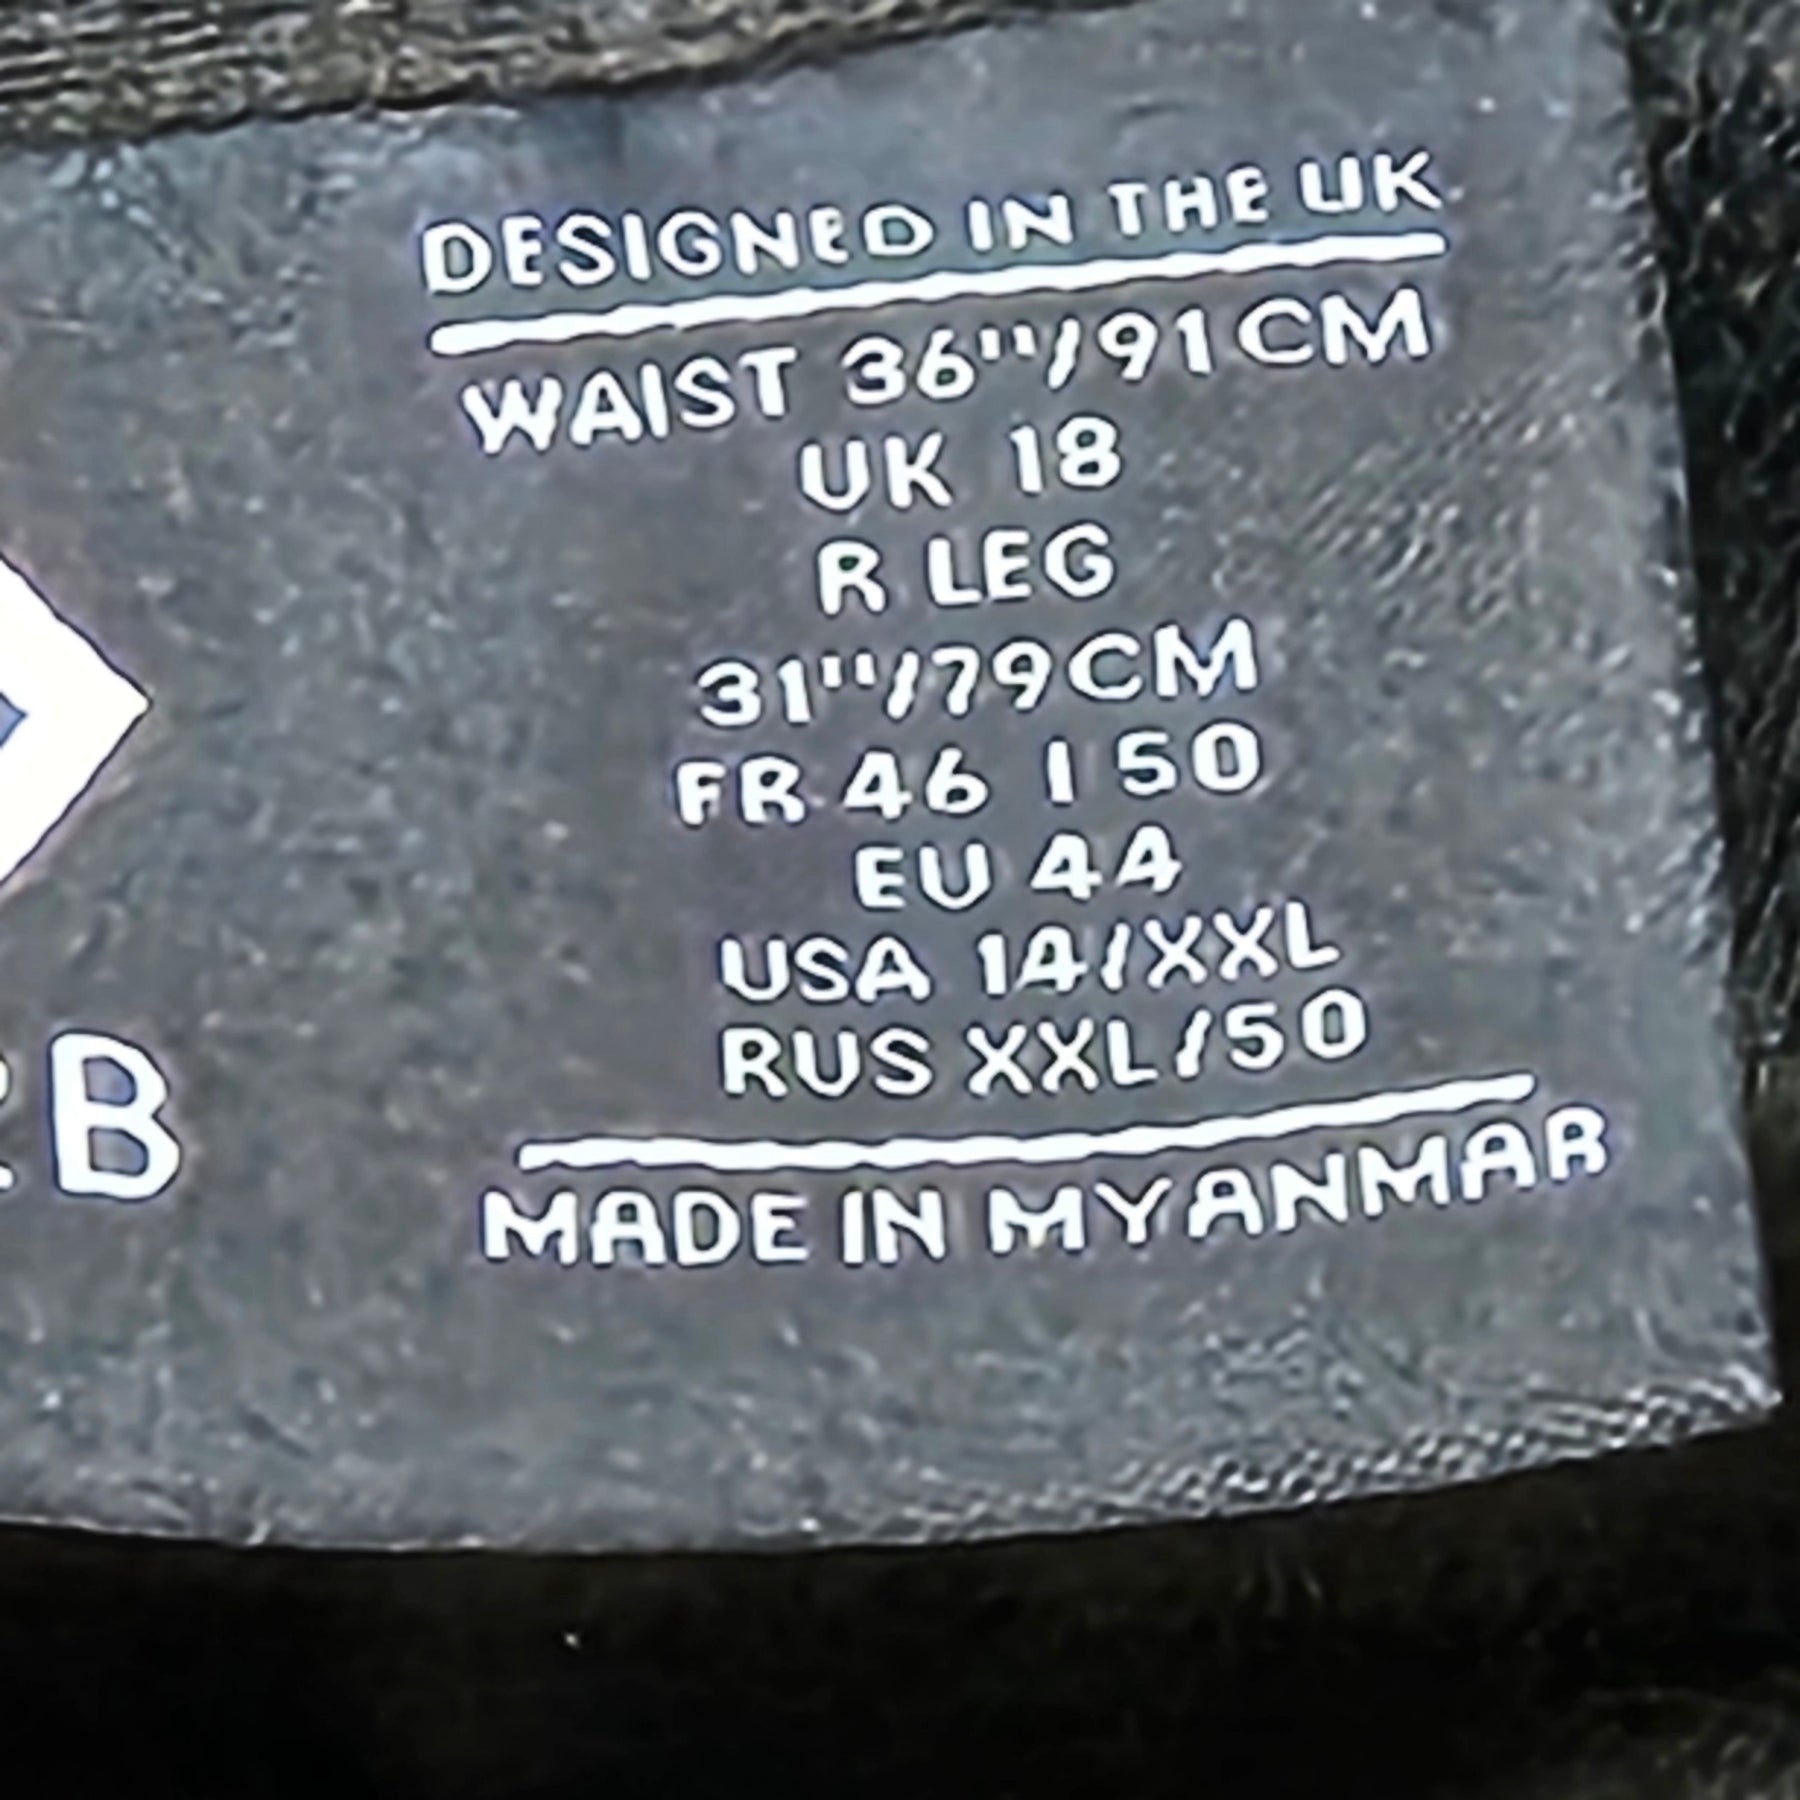 DESIGNED IN THE UK
WAIST 36"/91CM
UK 18
R LEG
31"/79CM
FR 46 I 50
EU 44
USA 14/XXL
RUS XXL/50
MADE IN MYANMAR
B